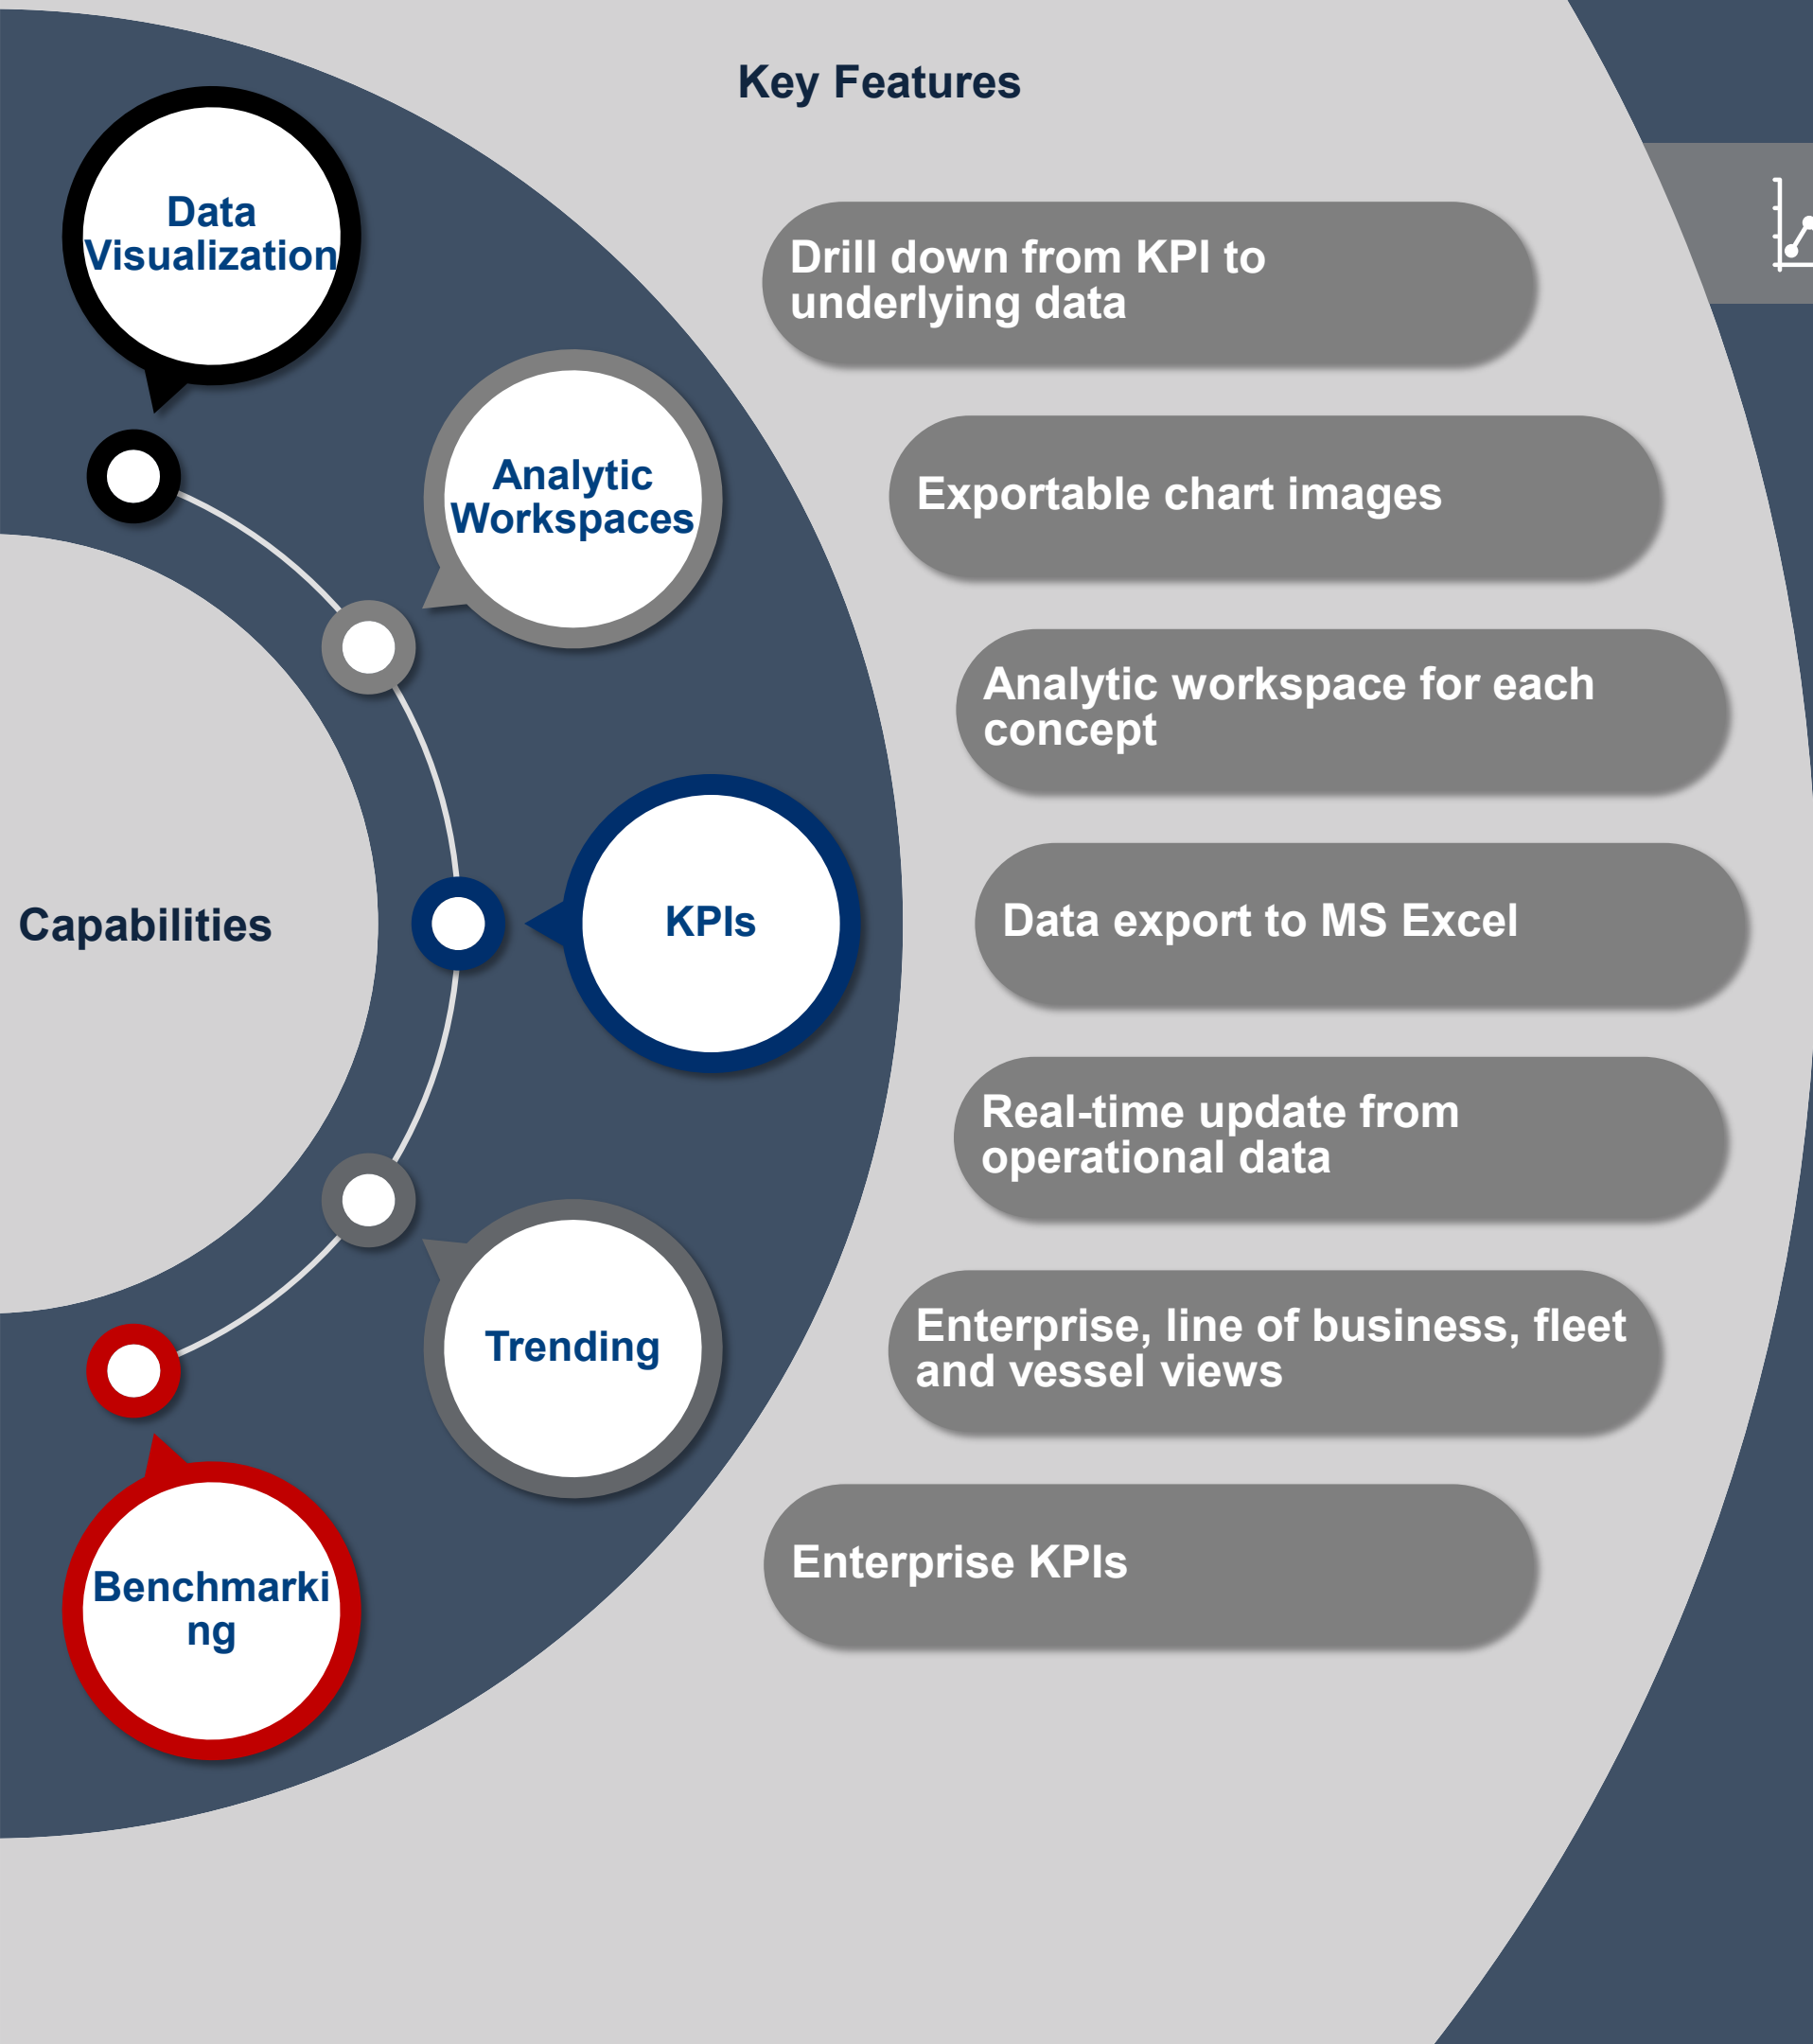 Key Features
Data
Visualization
Drill down from KPI to
underlying data
Analytic
Workspaces
Exportable chart images
Analytic workspace for each
concept
Capabilities
KPIs
Data export to MS Excel
Real-time update from
operational data
Trending
Enterprise, line of business, fleet
and vessel views
Benchmarki
ng
Enterprise KPIs